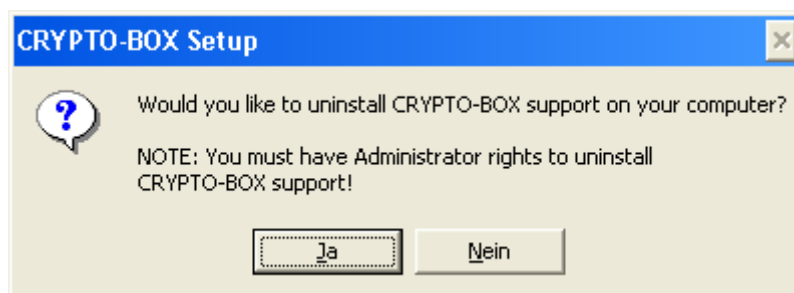 CRYPTO-BOX Setup
Would you like to uninstall CRYPTO-BOX support on your computer?
NOTE: You must have Administrator rights to uninstall
CRYPTO-BOX support!
Ja
Nein